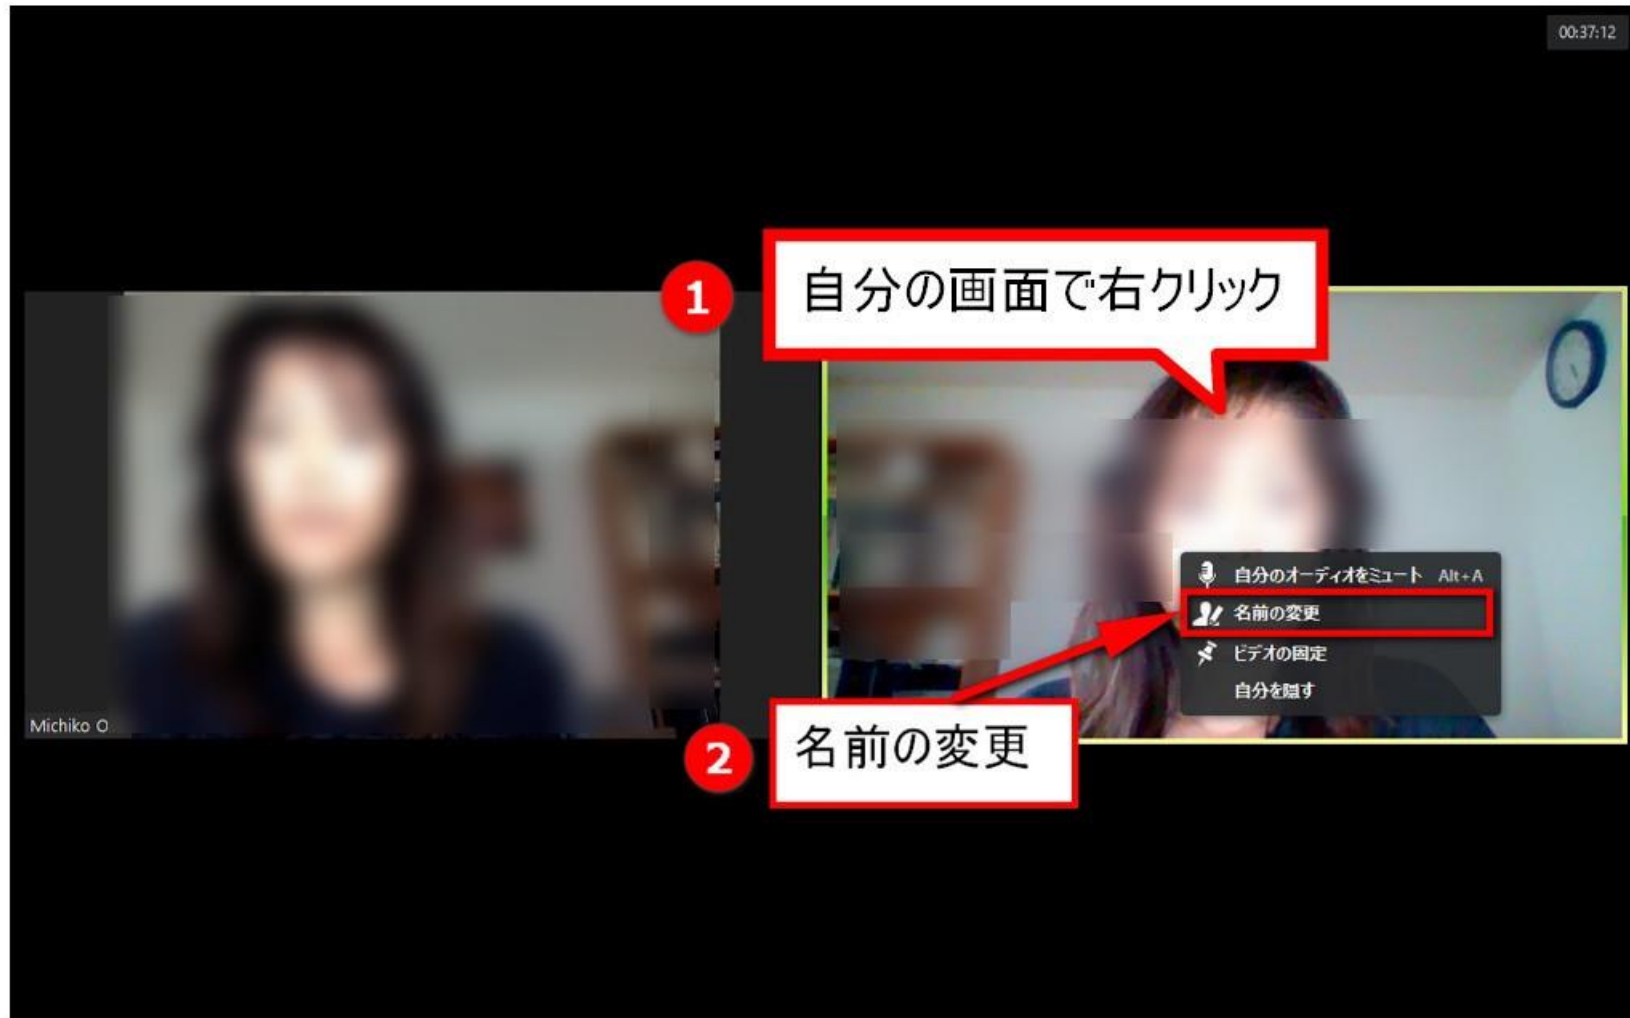 00:37:12
1
自分の画面で右クリック
自分のオーディオをミュート Alt+A
名前の変更
ビデオの固定
自分を隠す
Michiko O
2
名前の変更